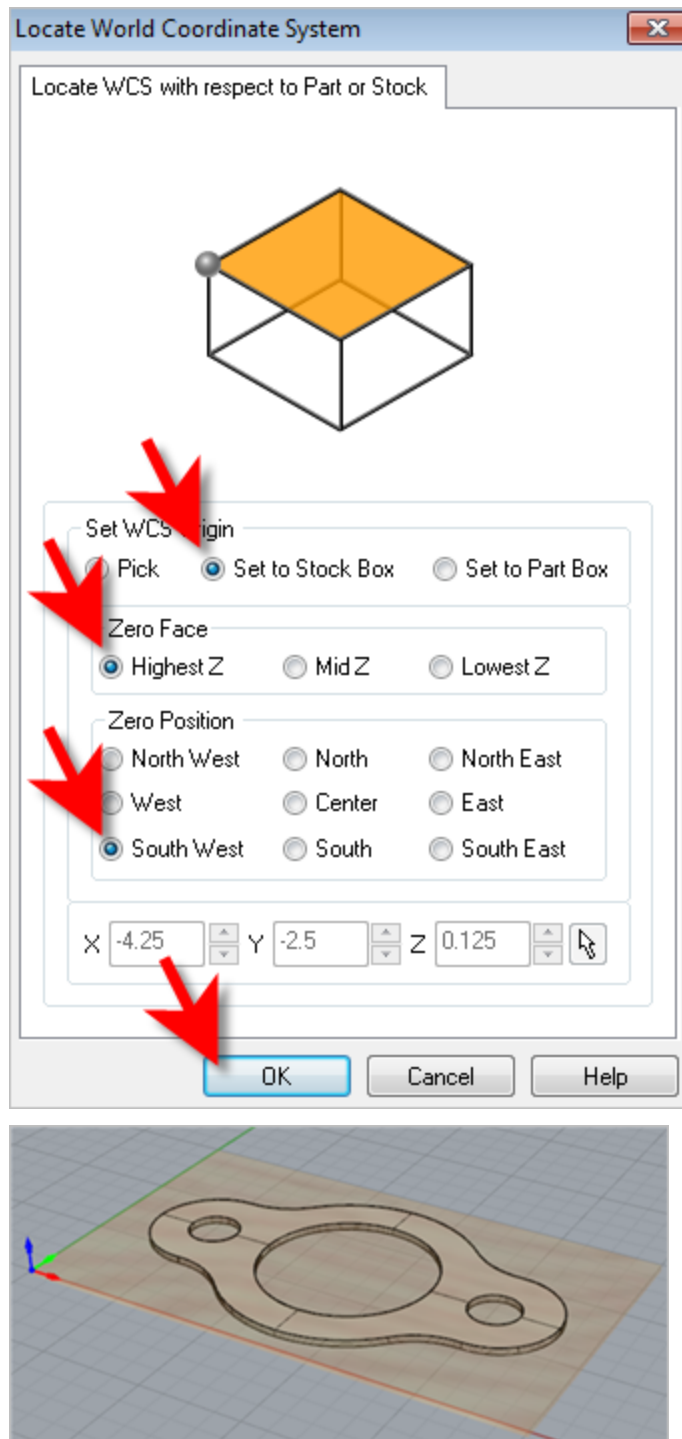 Locate World Coordinate System
Locate WCS with respect to Part or Stock
Set WCS Origin
Pick Set to Stock Box Set to Part Box
Zero Face
Highest Z Mid Z Lowest Z
Zero Position
North West North North East
West Center East
South West South South East
X -4.25 Y -2.5 Z 0.125
OK Cancel Help